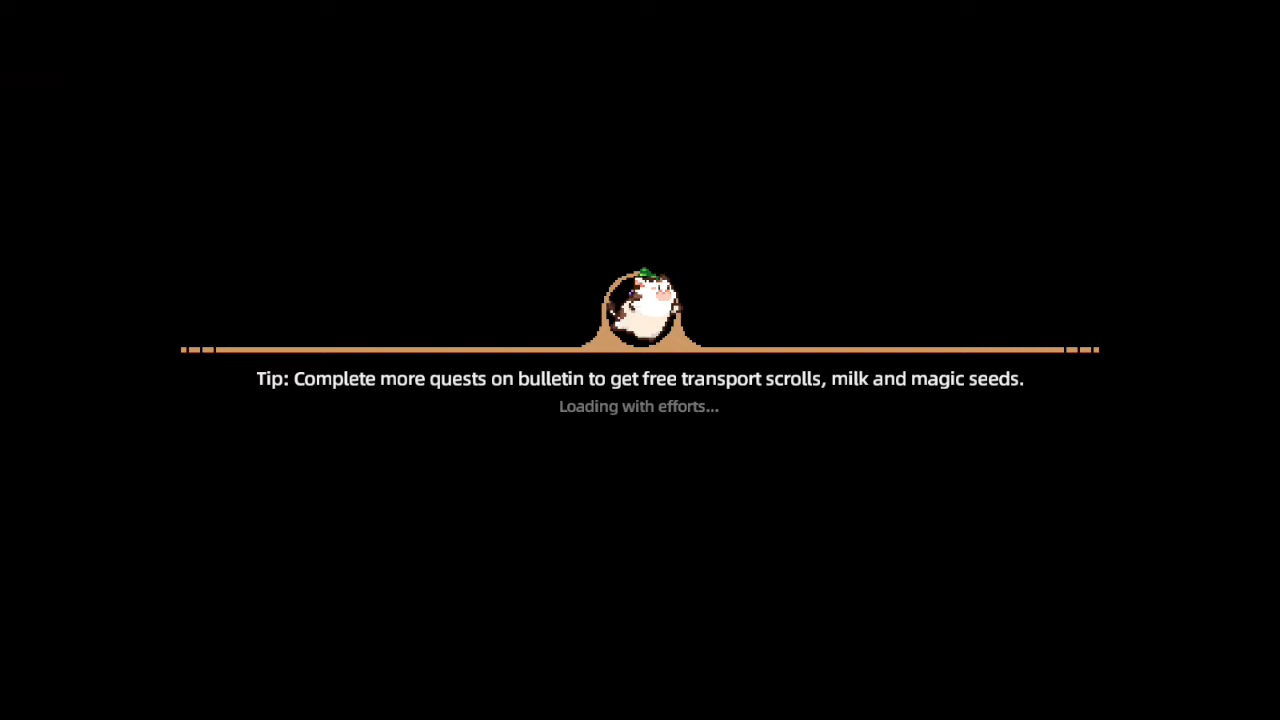 Tip: Complete more quests on bulletin to get free transport scrolls, milk and magic seeds.
Loading with efforts...